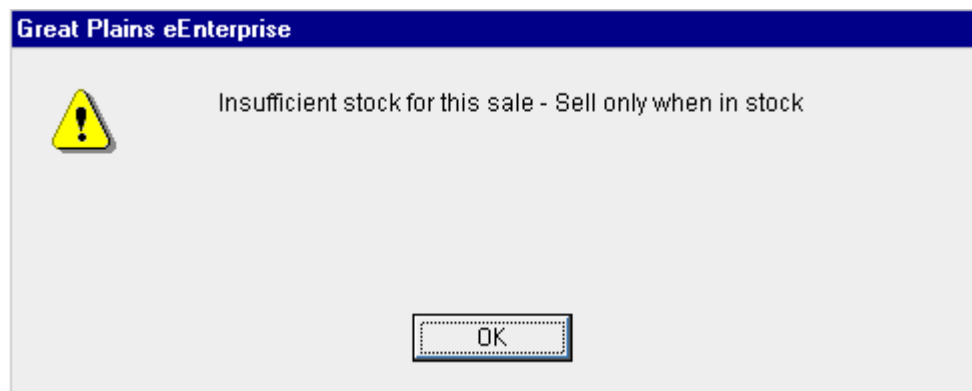 Great Plains eEnterprise
Insufficient stock for this sale - Sell only when in stock
OK